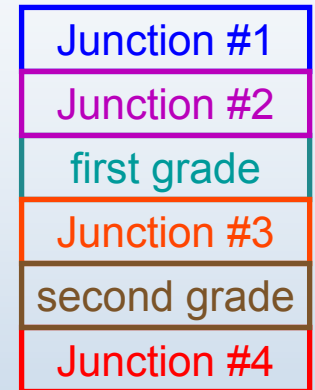 Junction #1
Junction #2
first grade
Junction #3
second grade
Junction #4